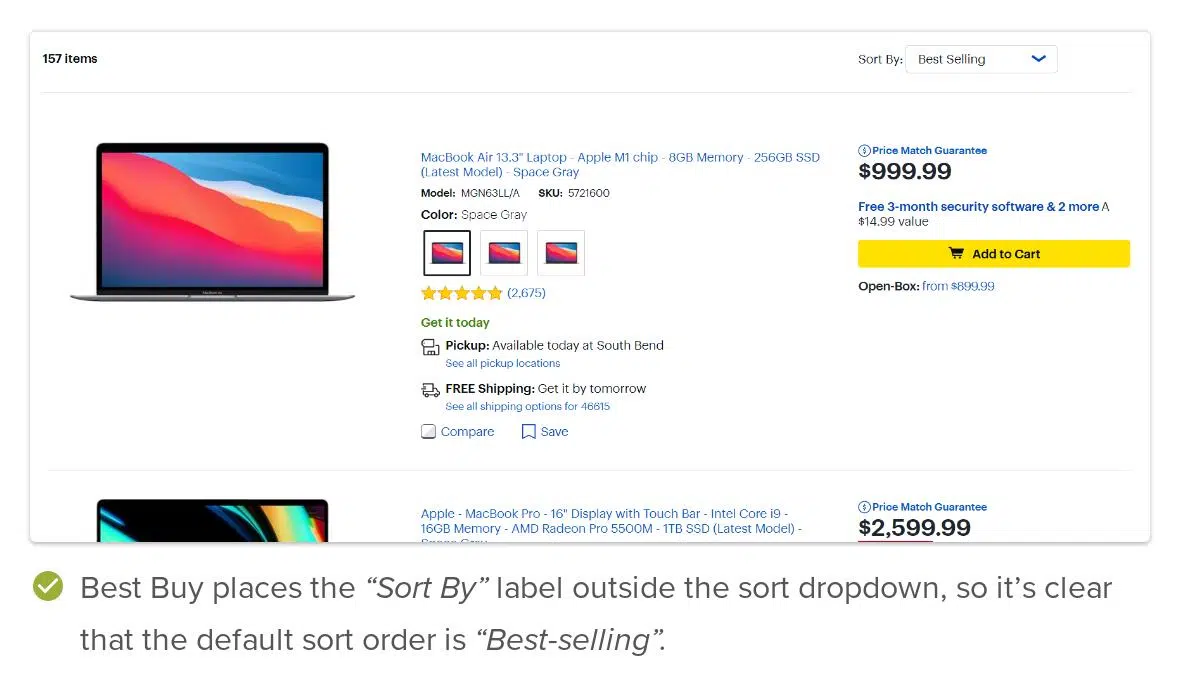 157 items
Sort By: Best Selling
MacBook Air 13.3" Laptop - Apple M1 chip - 8GB Memory - 256GB SSD
(Latest Model) - Space Gray
Model: MGN63LL/A SKU: 5721600
Color: Space Gray
(2,675)
Get it today
Pickup: Available today at South Bend
See all pickup locations
FREE Shipping: Get it by tomorrow
See all shipping options for 46615
Compare Save
Price Match Guarantee
$999.99
Free 3-month security software & 2 more A
$14.99 value
Add to Cart
Open-Box: from $899.99
Apple - MacBook Pro - 16" Display with Touch Bar - Intel Core i9 -
16GB Memory - AMD Radeon Pro 5500M - 1TB SSD (Latest Model) -
Space Gray
Price Match Guarantee
$2,599.99
Best Buy places the “Sort By” label outside the sort dropdown, so it’s clear
that the default sort order is “Best-selling”.